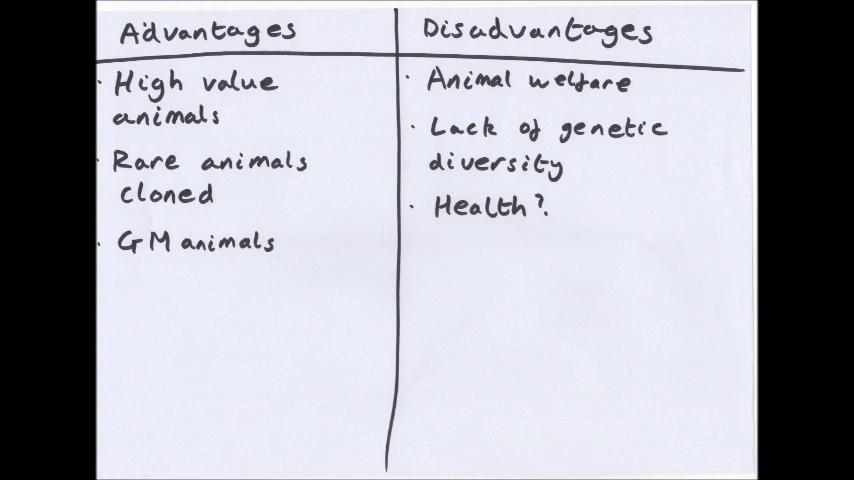 Advantages
Disadvantages
· High value
animals
· Rare animals
cloned
· GM animals
· Animal welfare
· Lack of genetic
diversity
· Health?